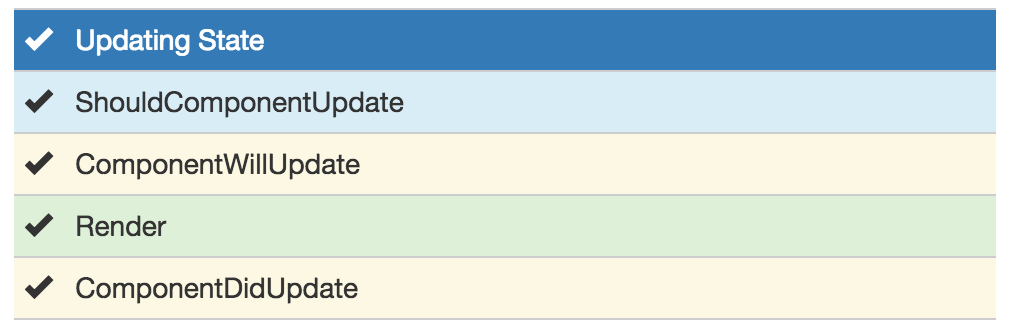 Updating State
ShouldComponentUpdate
ComponentWillUpdate
Render
ComponentDidUpdate